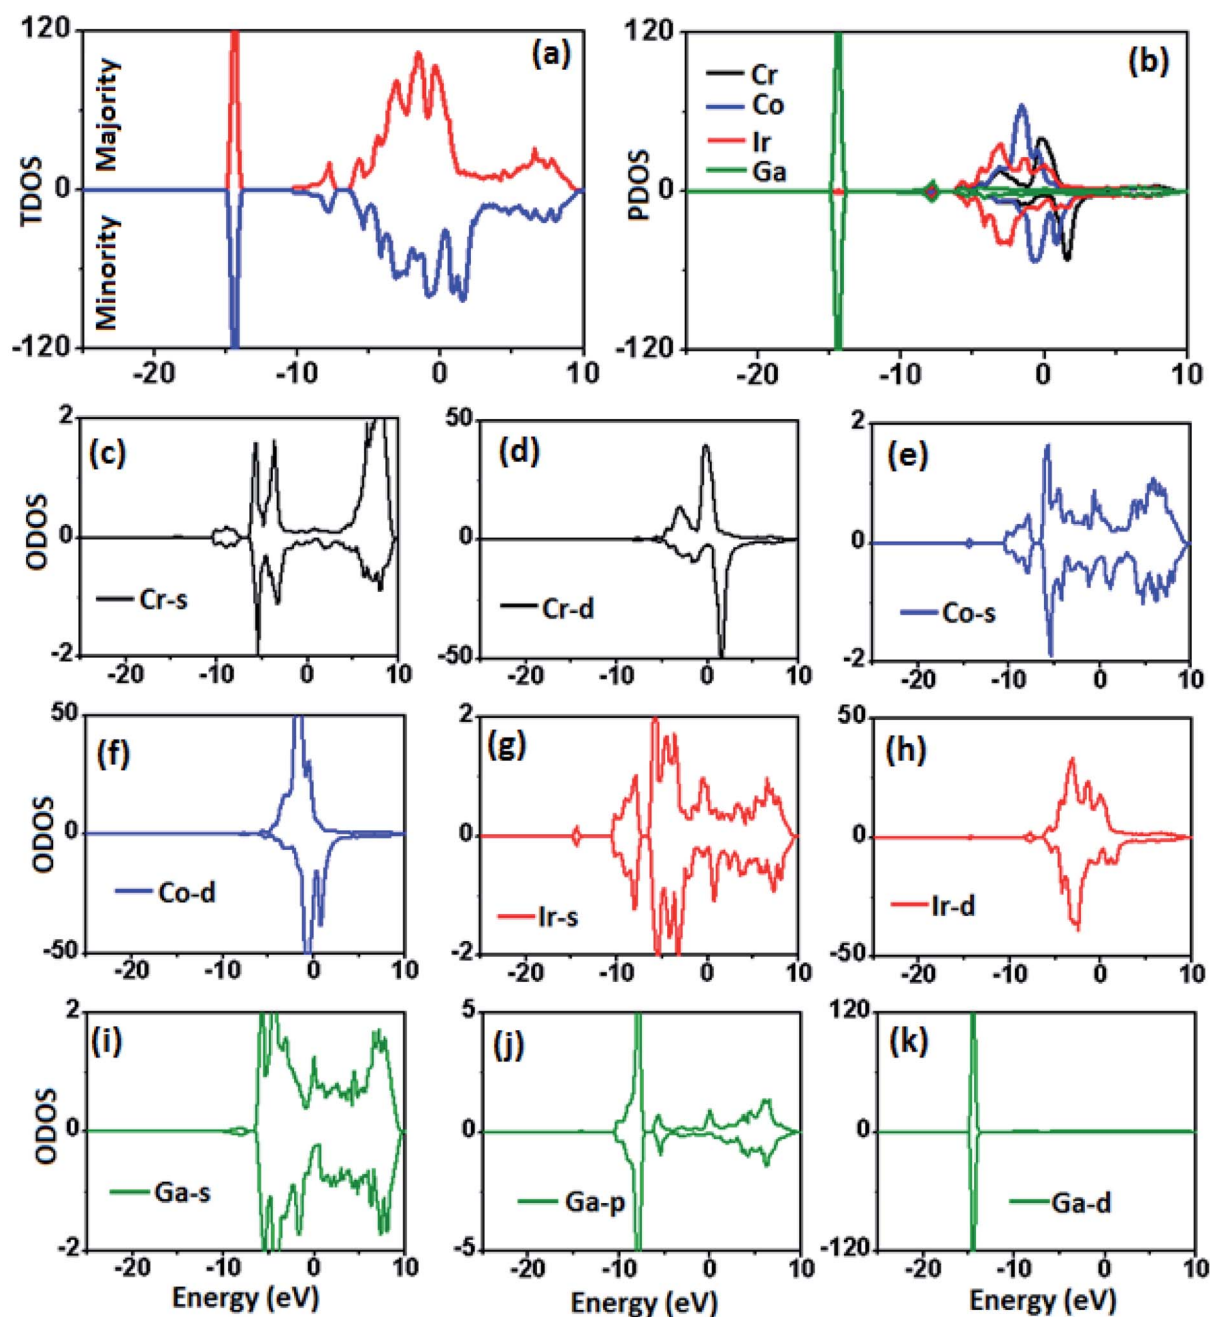 120
(a)
Majority
TDOS
0
Minority
-120
-20
-10
0
10
120
Cr
(b)
Co
Ir
Ga
PDOS
0
-120
-20
-10
0
10
2
(c)
ODOS
0
Cr-s
-2
-20
-10
0
10
50
(d)
0
Cr-d
-50
-20
-10
0
10
2
(e)
0
Co-s
-2
-20
-10
0
10
50
(f)
ODOS
0
Co-d
-50
-20
-10
0
10
2
(g)
0
Ir-s
-2
-20
-10
0
10
50
(h)
0
Ir-d
-50
-20
-10
0
10
2
(i)
ODOS
0
Ga-s
-2
-20
-10
0
10
Energy (eV)
5
(j)
0
Ga-p
-5
-20
-10
0
10
Energy (eV)
120
(k)
0
Ga-d
-120
-20
-10
0
10
Energy (eV)